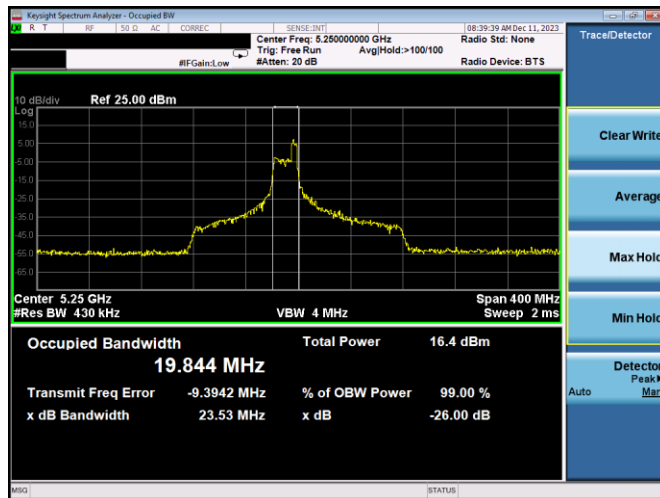 Keysight Spectrum Analyzer - Occupied BW
LXI R T RF 50 Ω AC CORREC SENSE:INT 08:39:39 AM Dec 11, 2023
Center Freq: 5.250000000 GHz Radio Std: None
Trig: Free Run Avg|Hold:>100/100
#IFGain:Low #Atten: 20 dB Radio Device: BTS
Trace/Detector
10 dB/div Ref 25.00 dBm
Log
15.0
5.00
-5.00
-15.0
-25.0
-35.0
-45.0
-55.0
-65.0
Center 5.25 GHz Span 400 MHz
#Res BW 430 kHz VBW 4 MHz Sweep 2 ms
Occupied Bandwidth Total Power 16.4 dBm
19.844 MHz
Transmit Freq Error -9.3942 MHz % of OBW Power 99.00 %
x dB Bandwidth 23.53 MHz x dB -26.00 dB
Clear Write
Average
Max Hold
Min Hold
Detector
Peak
Auto Man
MSG STATUS